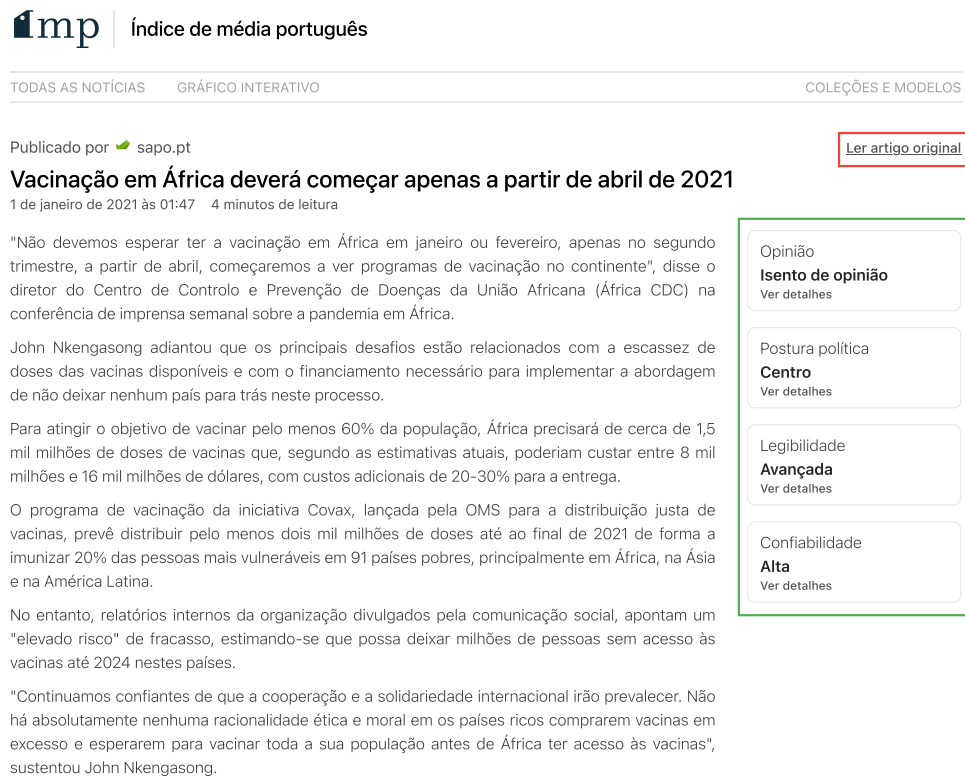 Imp
Índice de média português
TODAS AS NOTÍCIAS
GRÁFICO INTERATIVO
COLEÇÕES E MODELOS
Publicado por sapo.pt
Ler artigo original
Vacinação em África deverá começar apenas a partir de abril de 2021
1 de janeiro de 2021 às 01:47 4 minutos de leitura
"Não devemos esperar ter a vacinação em África em janeiro ou fevereiro, apenas no segundo
trimestre, a partir de abril, começaremos a ver programas de vacinação no continente", disse o
diretor do Centro de Controlo e Prevenção de Doenças da União Africana (África CDC) na
conferência de imprensa semanal sobre a pandemia em África.
John Nkengasong adiantou que os principais desafios estão relacionados com a escassez de
doses das vacinas disponíveis e com o financiamento necessário para implementar a abordagem
de não deixar nenhum país para trás neste processo.
Para atingir o objetivo de vacinar pelo menos 60% da população, África precisará de cerca de 1,5
mil milhões de doses de vacinas que, segundo as estimativas atuais, poderiam custar entre 8 mil
milhões e 16 mil milhões de dólares, com custos adicionais de 20-30% para a entrega.
O programa de vacinação da iniciativa Covax, lançada pela OMS para a distribuição justa de
vacinas, prevê distribuir pelo menos dois mil milhões de doses até ao final de 2021 de forma a
imunizar 20% das pessoas mais vulneráveis em 91 países pobres, principalmente em África, na Ásia
e na América Latina.
No entanto, relatórios internos da organização divulgados pela comunicação social, apontam um
"elevado risco" de fracasso, estimando-se que possa deixar milhões de pessoas sem acesso às
vacinas até 2024 nestes países.
"Continuamos confiantes de que a cooperação e a solidariedade internacional irão prevalecer. Não
há absolutamente nenhuma racionalidade ética e moral em os países ricos comprarem vacinas em
excesso e esperarem para vacinar toda a sua população antes de África ter acesso às vacinas",
sustentou John Nkengasong.
Opinião
Isento de opinião
Ver detalhes
Postura política
Centro
Ver detalhes
Legibilidade
Avançada
Ver detalhes
Confiabilidade
Alta
Ver detalhes